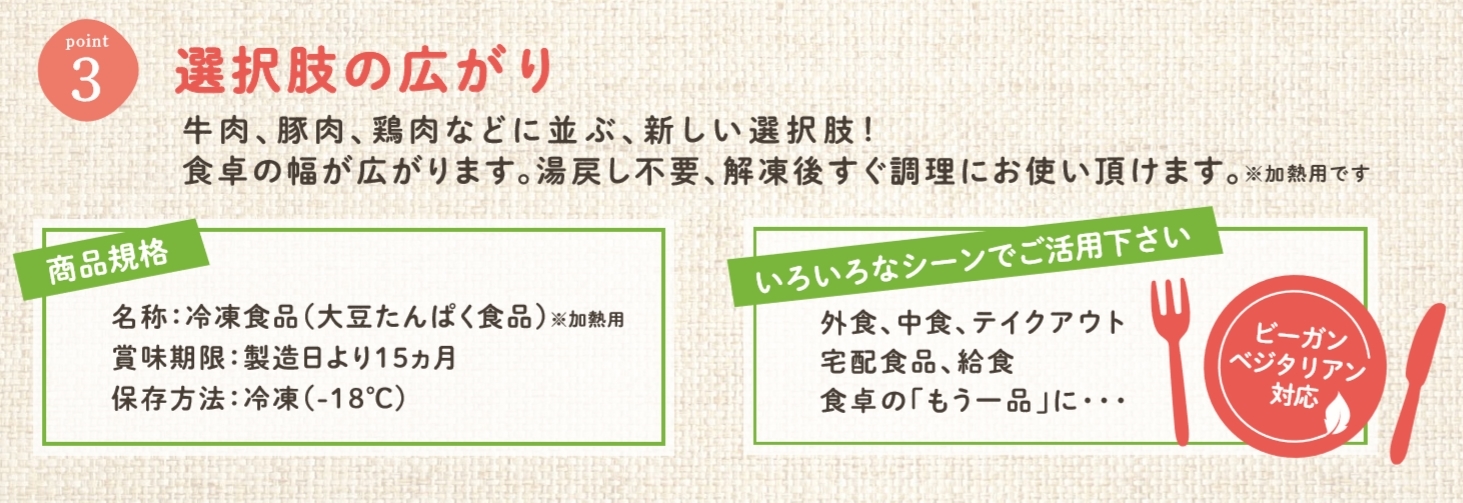 point
3
選択肢の広がり
牛肉、豚肉、鶏肉などに並ぶ、新しい選択肢！
食卓の幅が広がります。湯戻し不要、解凍後すぐ調理にお使い頂けます。※加熱用です
商品規格
名称：冷凍食品（大豆たんぱく食品）※加熱用
賞味期限：製造日より15ヵ月
保存方法：冷凍（-18℃）
いろいろなシーンでご活用下さい
外食、中食、テイクアウト
宅配食品、給食
食卓の「もう一品」に・・・
ビーガン
ベジタリアン
対応